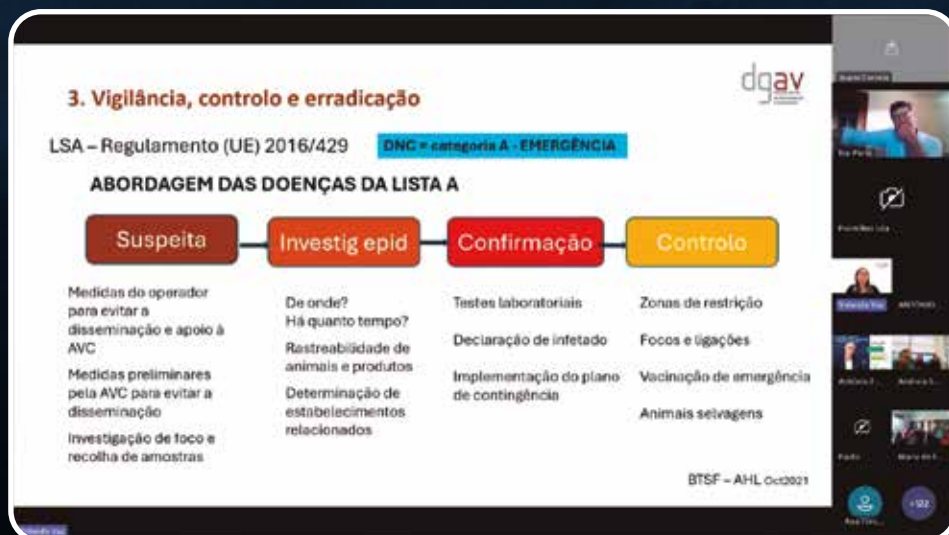 3. Vigilância, controlo e erradicação
dgav
LSA – Regulamento (UE) 2016/429
DNC = categoria A - EMERGÊNCIA
ABORDAGEM DAS DOENÇAS DA LISTA A
Suspeita
Investig epid
Confirmação
Controlo
Medidas do operador
para evitar a
disseminação e apoio à
AVC
Medidas preliminares
pela AVC para evitar a
disseminação
Investigação de foco e
recolha de amostras
De onde?
Há quanto tempo?
Rastreabilidade de
animais e produtos
Determinação de
estabelecimentos
relacionados
Testes laboratoriais
Declaração de infetado
Implementação do plano
de contingência
Zonas de restrição
Focos e ligações
Vacinação de emergência
Animais selvagens
BTSF – AHL Oct2021
Yolanda Vaz
+122